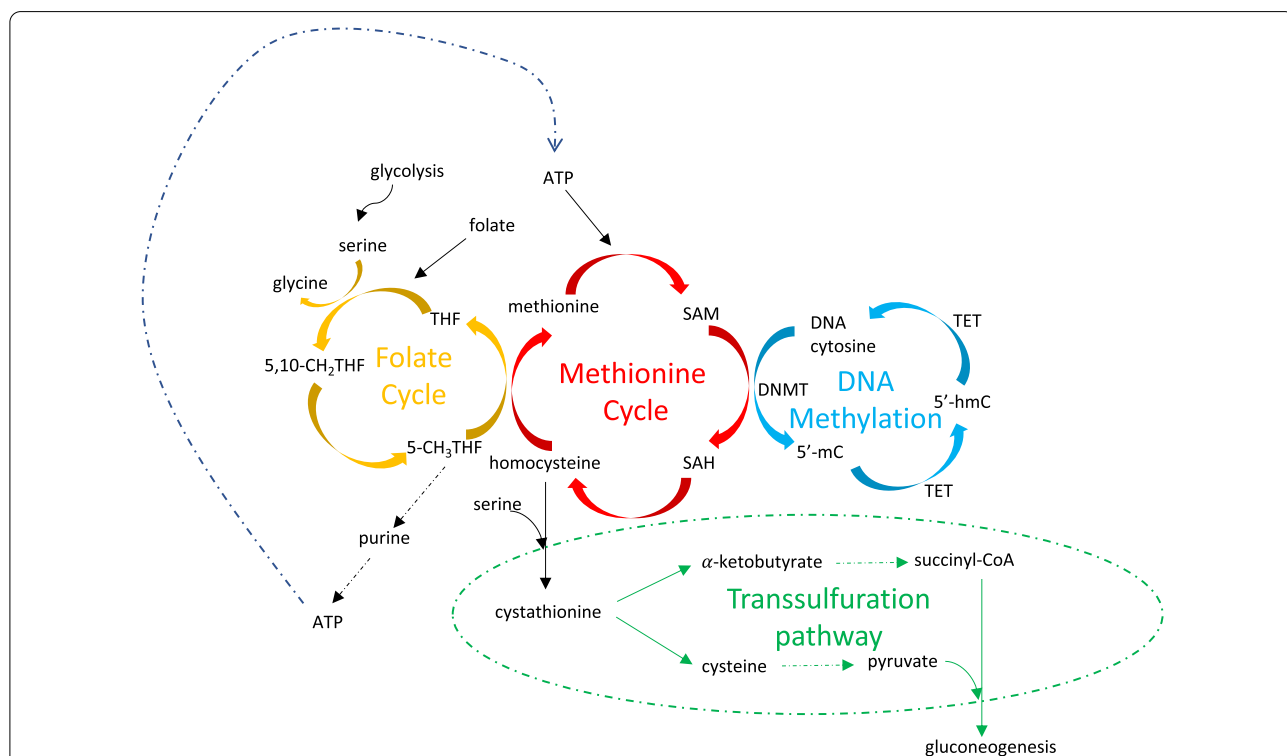 glycolysis
ATP
folate
serine
glycine
methionine
SAM
THF
DNA
cytosine
TET
5,10-CH₂THF
Folate
Cycle
Methionine
Cycle
DNMT
DNA
Methylation
5’-hmC
5-CH₃THF
homocysteine
SAH
5’-mC
TET
serine
purine
α-ketobutyrate
succinyl-CoA
ATP
cystathionine
Transsulfuration
pathway
cysteine
pyruvate
gluconeogenesis